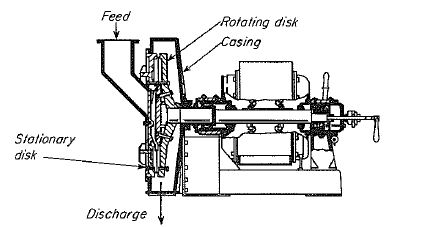 Feed
Rotating disk
Casing
Stationary
disk
Discharge